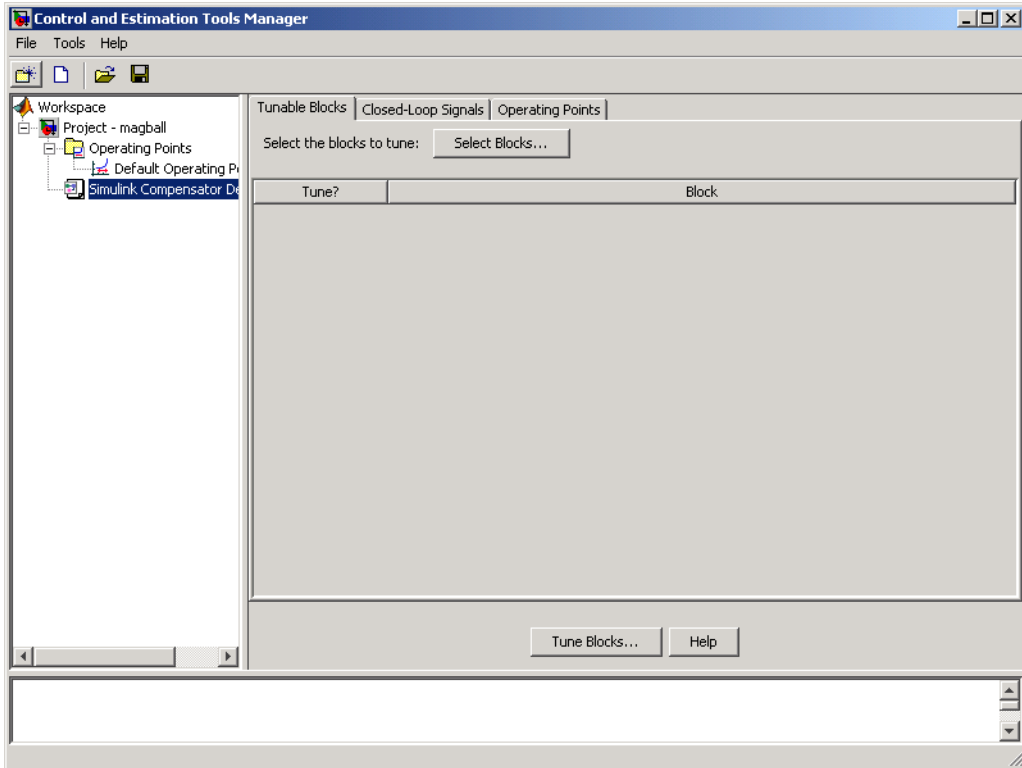 Control and Estimation Tools Manager
File Tools Help
Workspace
Project - magball
Operating Points
Default Operating
Simulink Compensator
Tunable Blocks Closed-Loop Signals Operating Points
Select the blocks to tune: Select Blocks...
Tune? Block
Tune Blocks... Help